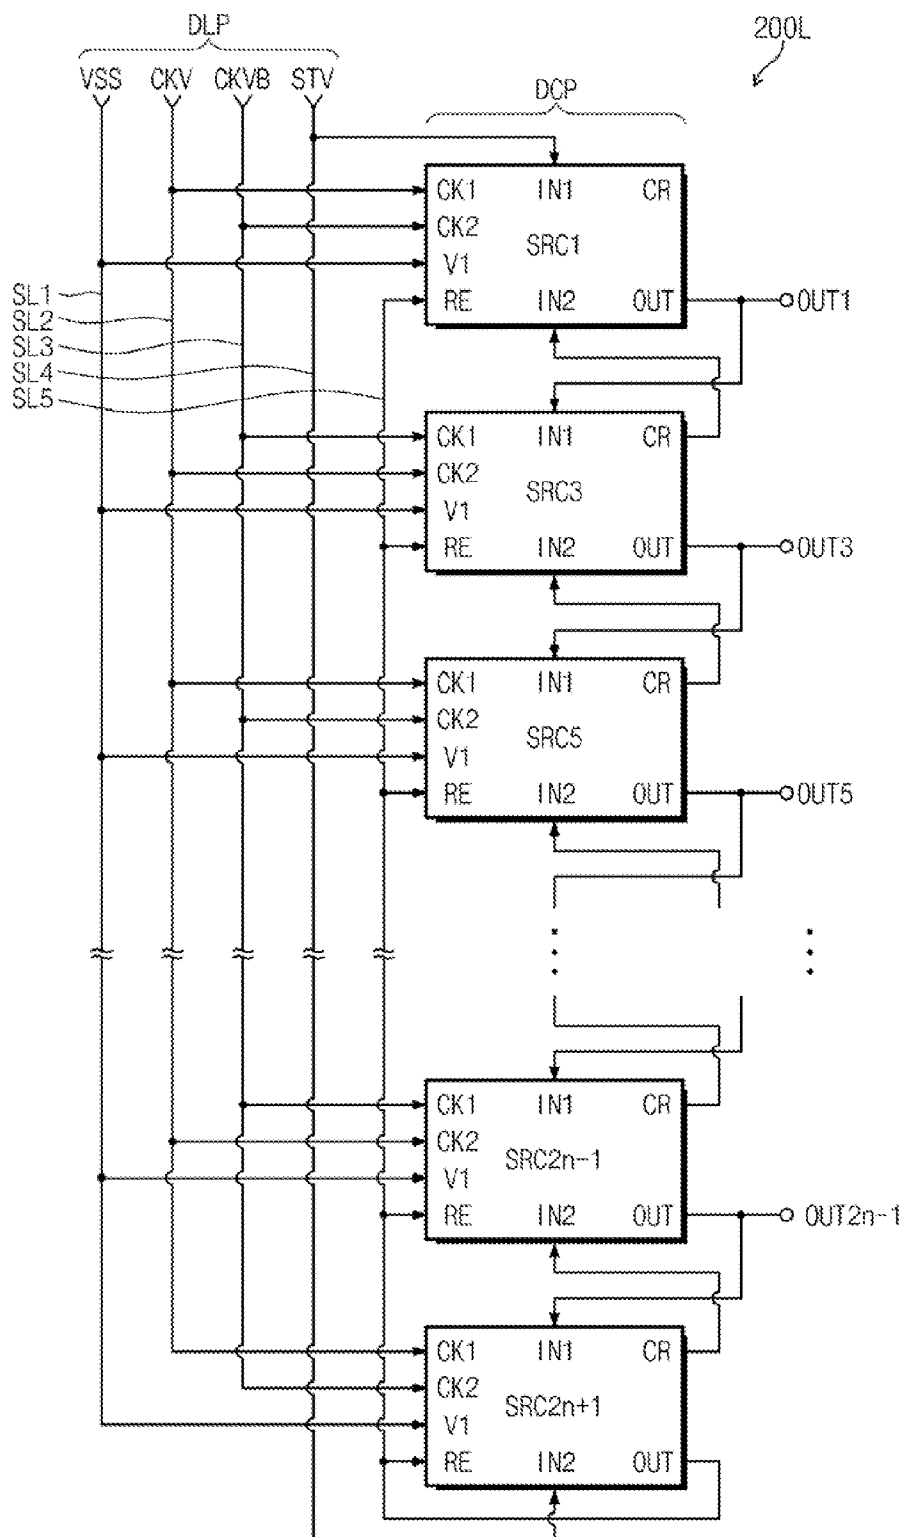 DLP
200L
VSS CKV CKVB STV
DCP
CK1 IN1 CR
CK2
SRC1
V1
RE IN2 OUT
OUT1
SL1
SL2
SL3
SL4
SL5
CK1 IN1 CR
CK2
SRC3
V1
RE IN2 OUT
OUT3
CK1 IN1 CR
CK2
SRC5
V1
RE IN2 OUT
OUT5
CK1 IN1 CR
CK2
SRC2n-1
V1
RE IN2 OUT
OUT2n-1
CK1 IN1 CR
CK2
SRC2n+1
V1
RE IN2 OUT